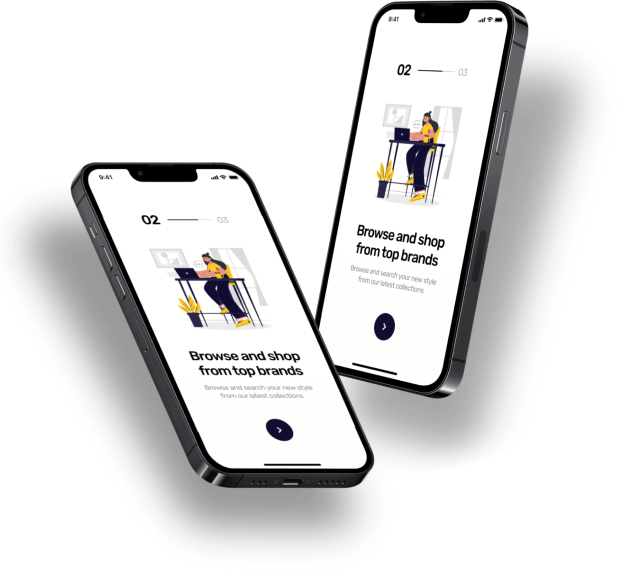 9:41
02 03
Browse and shop
from top brands
Browse and search your new style
from our latest collections
9:41
02 03
Browse and shop
from top brands
Browse and search your new style
from our latest collections